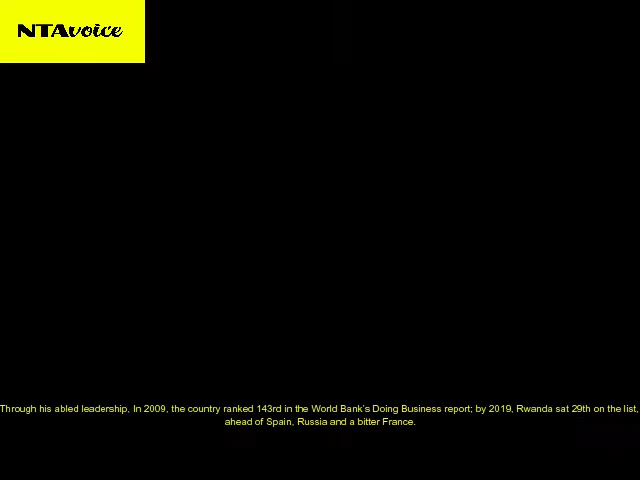 NTAvoice
Through his abled leadership, In 2009, the country ranked 143rd in the World Bank's Doing Business report; by 2019, Rwanda sat 29th on the list,
ahead of Spain, Russia and a bitter France.